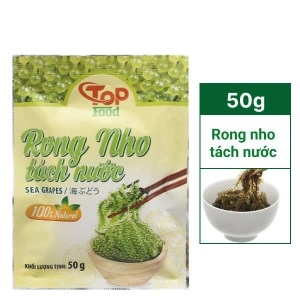 Top
Food
Rong Nho
tách nước
SEA GRAPES / 海ぶどう
100% Natural
KHỐI LƯỢNG TỊNH: 50 g
50g
Rong nho
tách nước